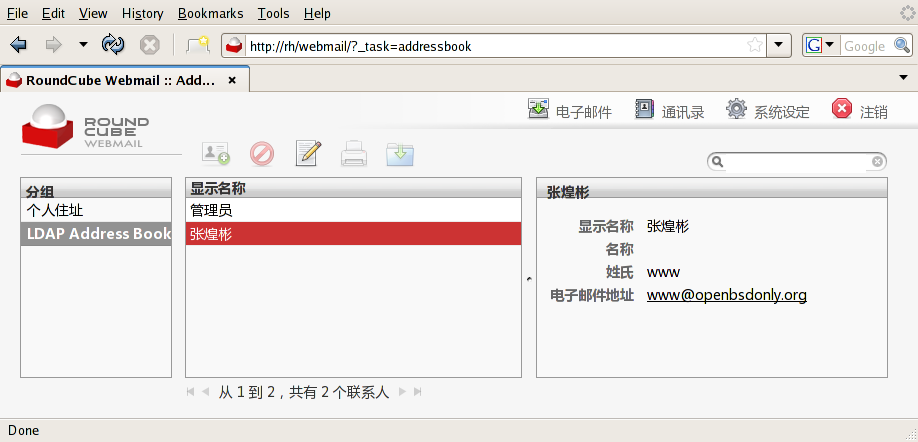 File Edit View History Bookmarks Tools Help
http://rh/webmail/?_task=addressbook
G Google
RoundCube Webmail :: Add...
电子邮件 通讯录 系统设定 注销
ROUND
CUBE
WEBMAIL
分组
个人住址
LDAP Address Book
显示名称
管理员
张煌彬
从 1 到 2，共有 2 个联系人
张煌彬
显示名称 张煌彬
名称
姓氏 www
电子邮件地址 www@openbsdonly.org
Done